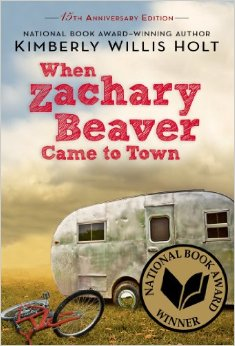 15TH ANNIVERSARY EDITION
NATIONAL BOOK AWARD–WINNING AUTHOR
KIMBERLY WILLIS HOLT
When
Zachary
Beaver
Came to Town
NATIONAL BOOK AWARD
WINNER